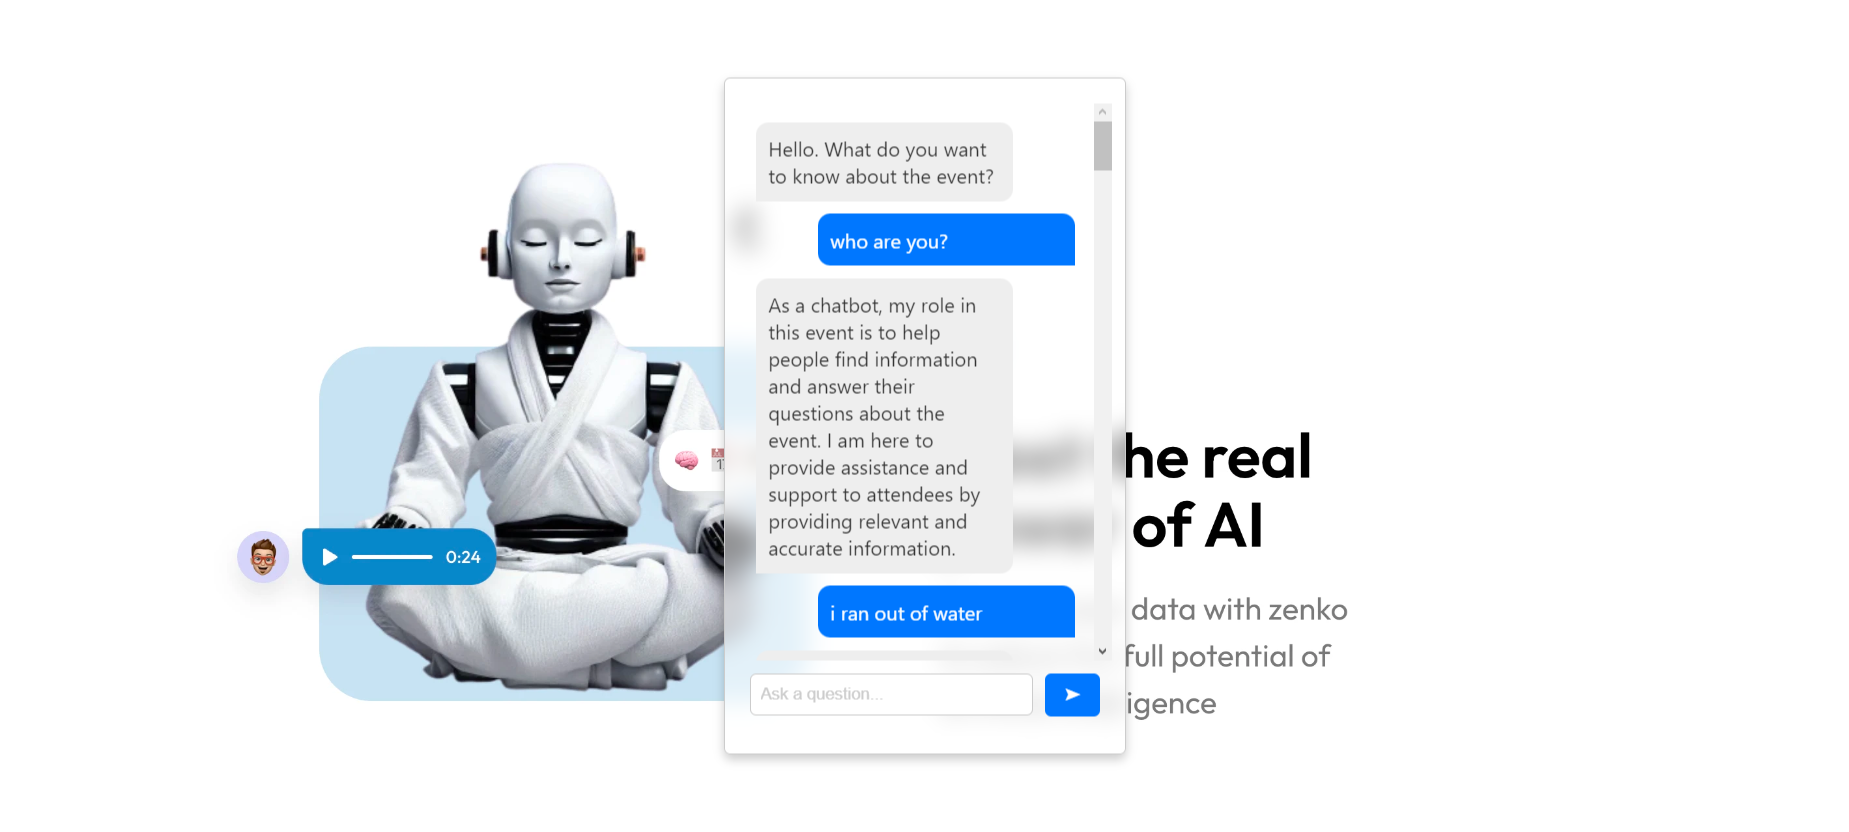 Hello. What do you want
to know about the event?
who are you?
As a chatbot, my role in
this event is to help
people find information
and answer their
questions about the
event. I am here to
provide assistance and
support to attendees by
providing relevant and
accurate information.
i ran out of water
Ask a question...
0:24
he real
of AI
data with zenko
full potential of
igence